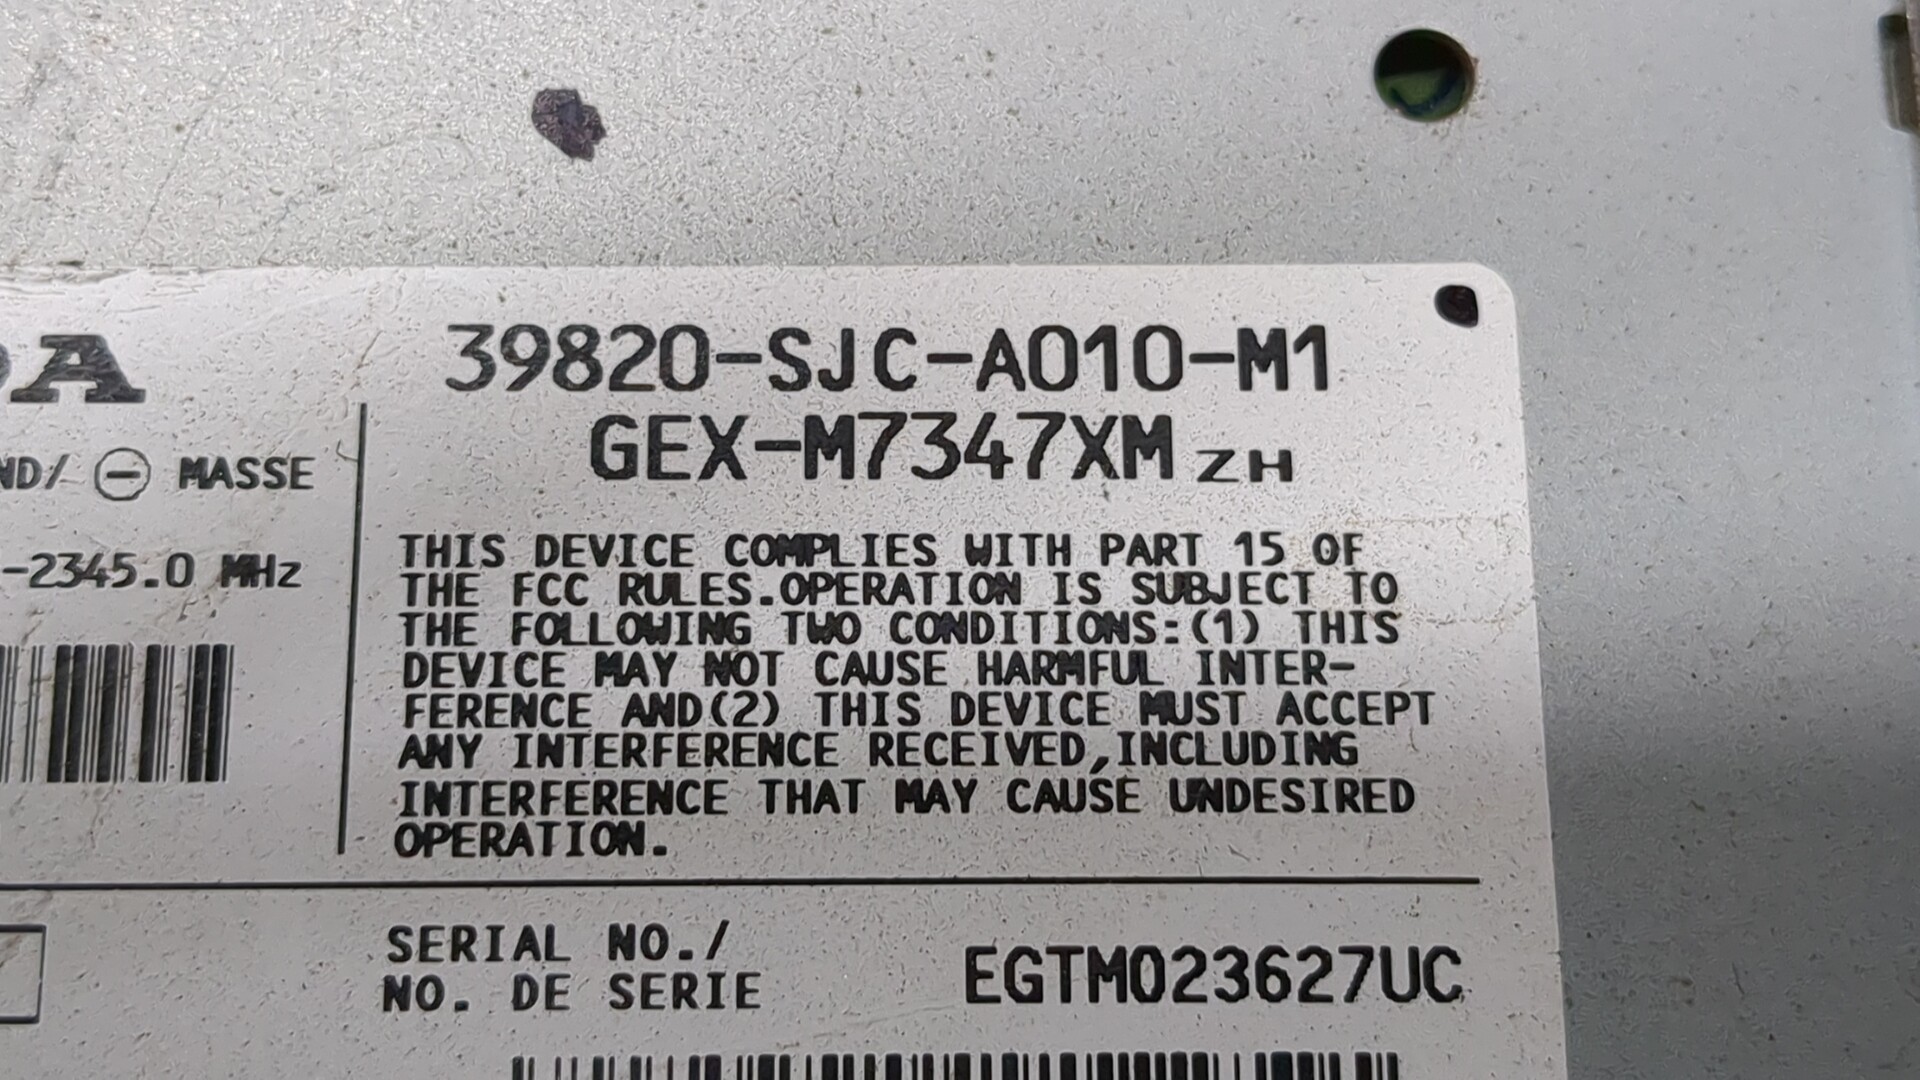 DA
39820-SJC-A010-M1
GEX-M7347XM ZH
ND/ ⊖ MASSE
-2345.0 MHz
THIS DEVICE COMPLIES WITH PART 15 OF
THE FCC RULES.OPERATION IS SUBJECT TO
THE FOLLOWING TWO CONDITIONS:(1) THIS
DEVICE MAY NOT CAUSE HARMFUL INTER-
FERENCE AND(2) THIS DEVICE MUST ACCEPT
ANY INTERFERENCE RECEIVED,INCLUDING
INTERFERENCE THAT MAY CAUSE UNDESIRED
OPERATION.
SERIAL NO./
NO. DE SERIE
EGTM023627UC